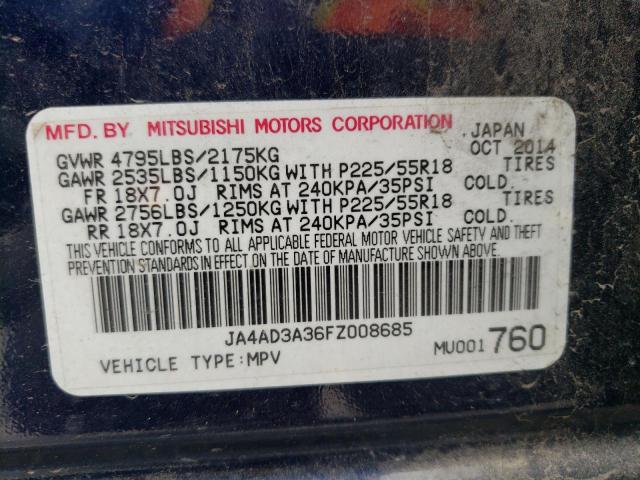 MFD. BY MITSUBISHI MOTORS CORPORATION JAPAN
GVWR 4795LBS/2175KG OCT 2014
GAWR 2535LBS/1150KG WITH P225/55R18 TIRES
FR 18X7.0J RIMS AT 240KPA/35PSI COLD.
GAWR 2756LBS/1250KG WITH P225/55R18 TIRES
RR 18X7.0J RIMS AT 240KPA/35PSI COLD.
THIS VEHICLE CONFORMS TO ALL APPLICABLE FEDERAL MOTOR VEHICLE SAFETY AND THEFT
PREVENTION STANDARDS IN EFFECT ON THE DATE OF MANUFACTURE SHOWN ABOVE.
JA4AD3A36FZ008685
VEHICLE TYPE:MPV MU001 760